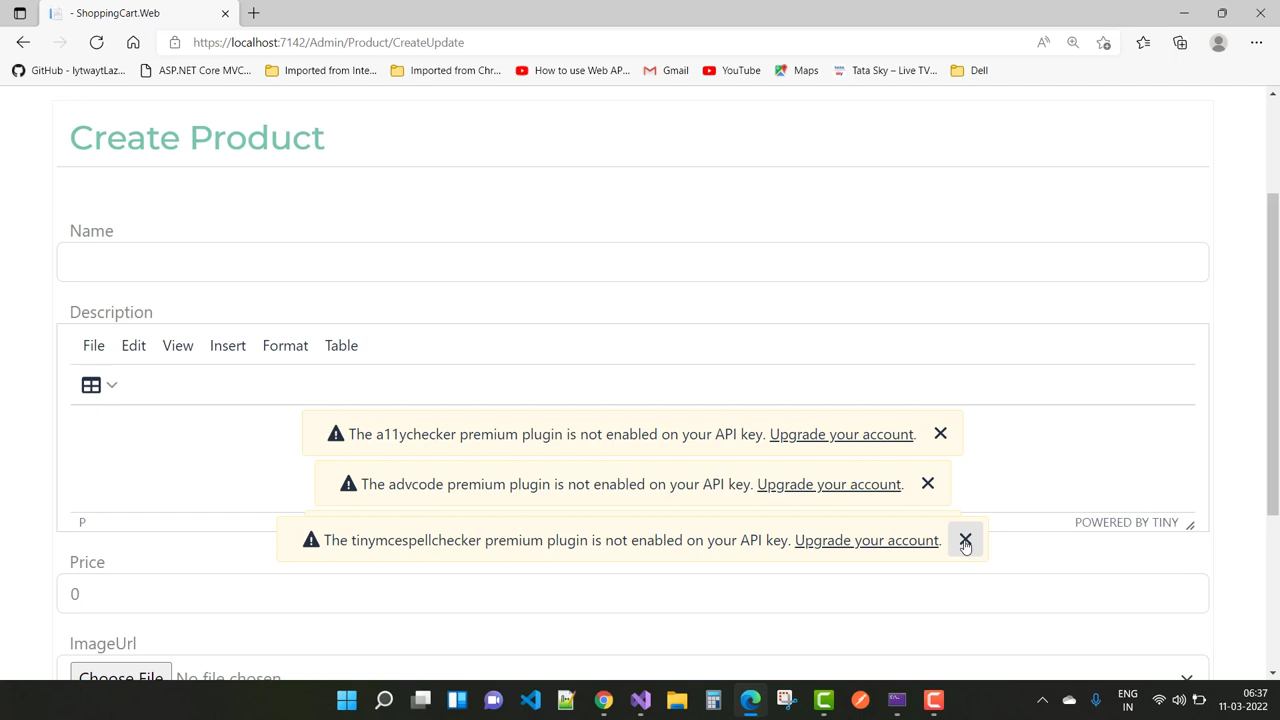 - ShoppingCart.Web
https://localhost:7142/Admin/Product/CreateUpdate
GitHub - lytwaytLaz... ASP.NET Core MVC... Imported from Inte... Imported from Chr... How to use Web AP... Gmail YouTube Maps Tata Sky – Live TV... Dell
Create Product
Name
Description
File Edit View Insert Format Table
The a11ychecker premium plugin is not enabled on your API key. Upgrade your account.
The advcode premium plugin is not enabled on your API key. Upgrade your account.
P POWERED BY TINY
The tinymcespellchecker premium plugin is not enabled on your API key. Upgrade your account.
Price
0
ImageUrl
Choose File No file chosen
ENG
IN
06:37
11-03-2022